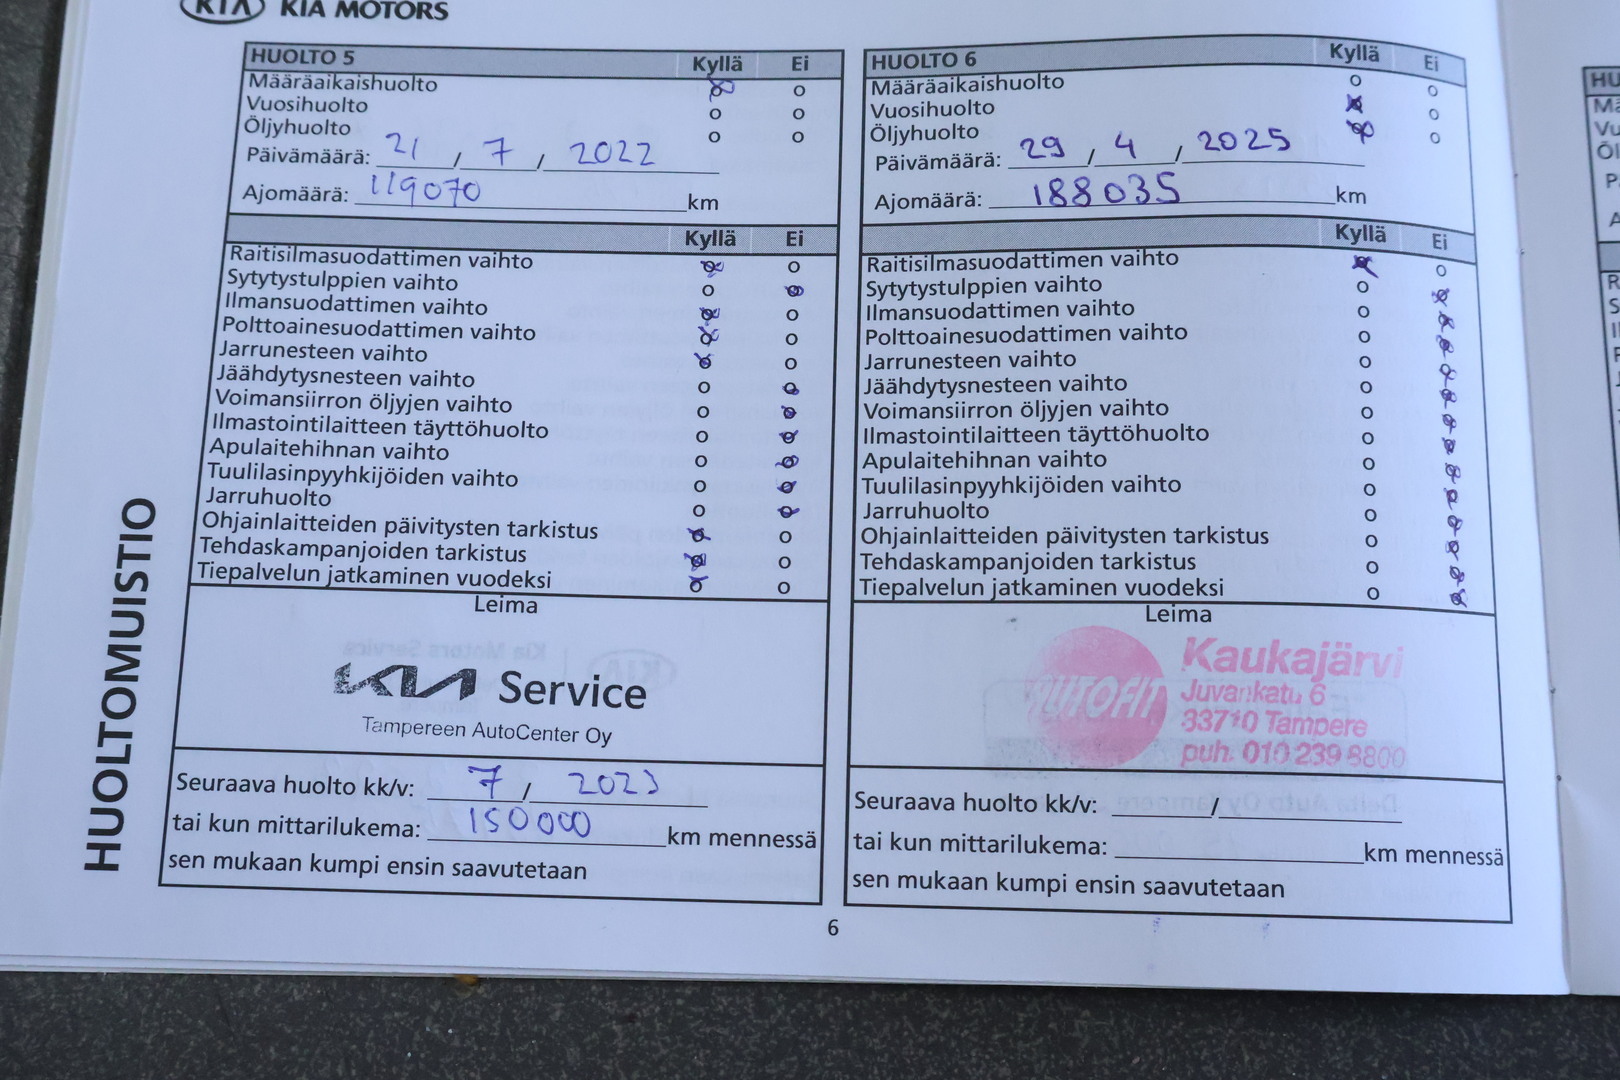 KIA KIA MOTORS
HUOLTOMUISTIO
HUOLTO 5 Kyllä Ei
Määräaikaishuolto
Vuosihuolto
Öljyhuolto
Päivämäärä: 21 / 7 / 2022
Ajomäärä: 119070 km
Kyllä Ei
Raitisilmasuodattimen vaihto
Sytytystulppien vaihto
Ilmansuodattimen vaihto
Polttoainesuodattimen vaihto
Jarrunesteen vaihto
Jäähdytysnesteen vaihto
Voimansiirron öljyjen vaihto
Ilmastointilaitteen täyttöhuolto
Apulaitehihnan vaihto
Tuulilasinpyyhkijöiden vaihto
Jarruhuolto
Ohjainlaitteiden päivitysten tarkistus
Tehdaskampanjoiden tarkistus
Tiepalvelun jatkaminen vuodeksi
Leima
KIA Service
Tampereen AutoCenter Oy
Seuraava huolto kk/v: 7 / 2023
tai kun mittarilukema: 150000 km mennessä
sen mukaan kumpi ensin saavutetaan
HUOLTO 6 Kyllä Ei
Määräaikaishuolto
Vuosihuolto
Öljyhuolto
Päivämäärä: 29 / 4 / 2025
Ajomäärä: 188035 km
Kyllä Ei
Raitisilmasuodattimen vaihto
Sytytystulppien vaihto
Ilmansuodattimen vaihto
Polttoainesuodattimen vaihto
Jarrunesteen vaihto
Jäähdytysnesteen vaihto
Voimansiirron öljyjen vaihto
Ilmastointilaitteen täyttöhuolto
Apulaitehihnan vaihto
Tuulilasinpyyhkijöiden vaihto
Jarruhuolto
Ohjainlaitteiden päivitysten tarkistus
Tehdaskampanjoiden tarkistus
Tiepalvelun jatkaminen vuodeksi
Leima
AUTOFIT
Kaukajärvi
Juvankatu 6
33710 Tampere
puh. 010 239 8800
Seuraava huolto kk/v: /
tai kun mittarilukema: km mennessä
sen mukaan kumpi ensin saavutetaan
6